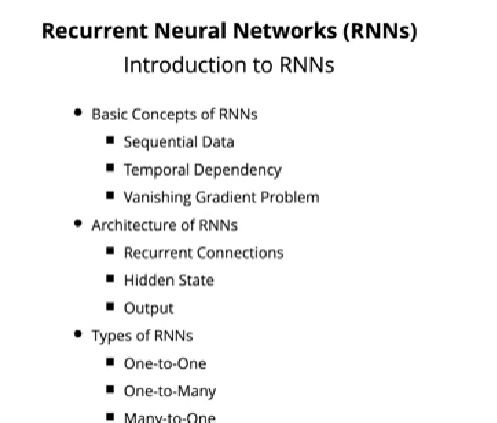 Recurrent Neural Networks (RNNs)
Introduction to RNNs
Basic Concepts of RNNs
Sequential Data
Temporal Dependency
Vanishing Gradient Problem
Architecture of RNNs
Recurrent Connections
Hidden State
Output
Types of RNNs
One-to-One
One-to-Many
Many-to-One